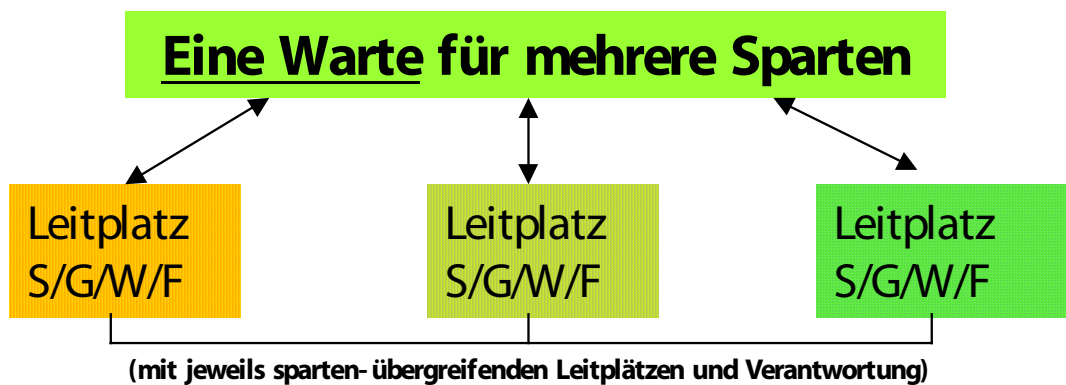 Eine Warte für mehrere Sparten
Leitplatz
S/G/W/F
Leitplatz
S/G/W/F
Leitplatz
S/G/W/F
(mit jeweils sparten-übergreifenden Leitplätzen und Verantwortung)